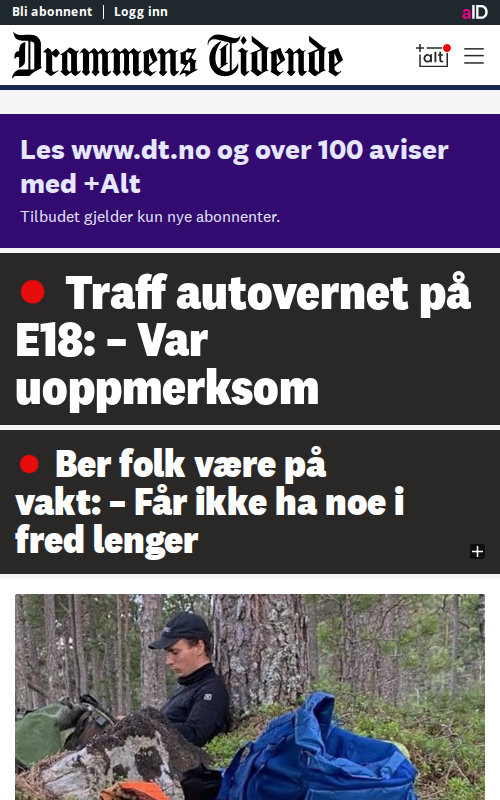 Bli abonnent | Logg inn
aID
Drammens Tidende
+alt
Les www.dt.no og over 100 aviser
med +Alt
Tilbudet gjelder kun nye abonnenter.
Traff autovernet på
E18: – Var
uoppmerksom
Ber folk være på
vakt: – Får ikke ha noe i
fred lenger
+